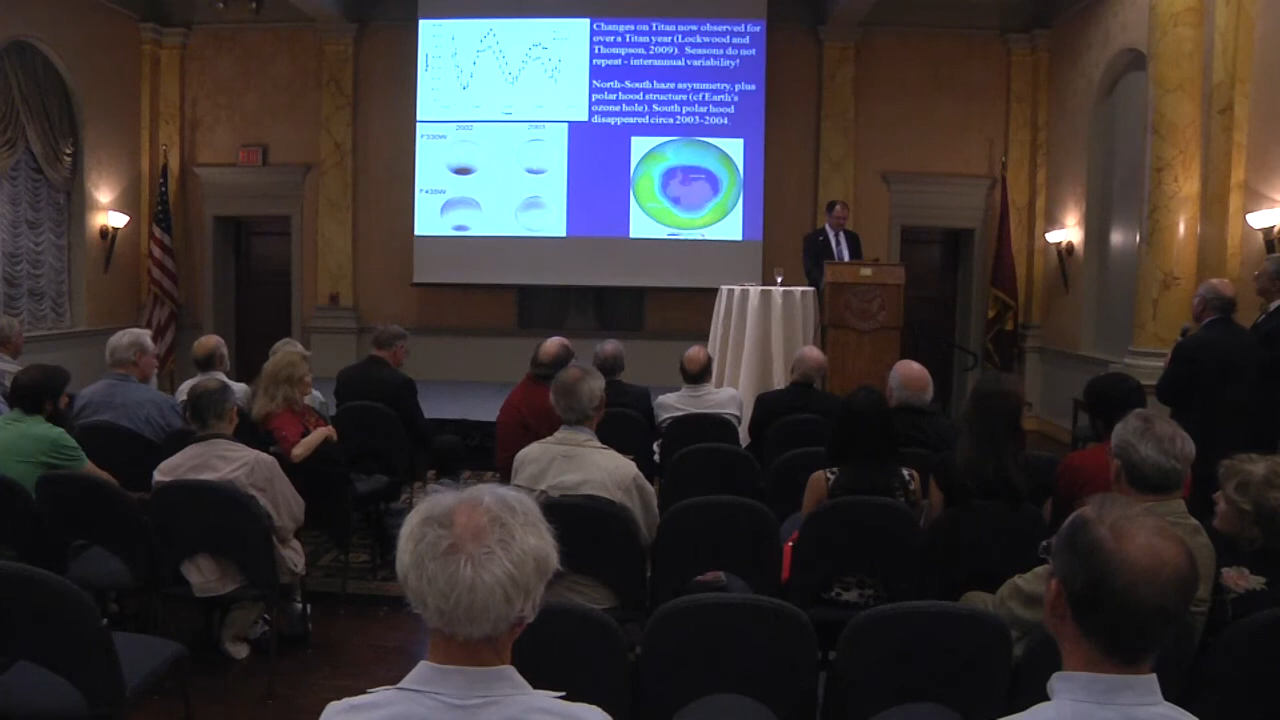 Changes on Titan now observed for
over a Titan year (Lockwood and
Thompson, 2009). Seasons do not
repeat - interannual variability!
North-South haze asymmetry, plus
polar hood structure (cf Earth's
ozone hole). South polar hood
disappeared circa 2003-2004.
2002 2003
F330W
F439W